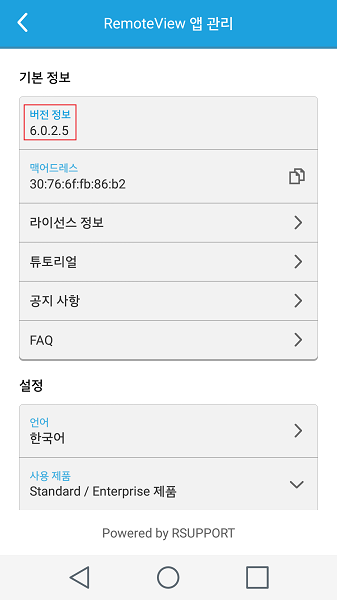 RemoteView 앱 관리
기본 정보
버전 정보
6.0.2.5
맥어드레스
30:76:6f:fb:86:b2
라이선스 정보
튜토리얼
공지 사항
FAQ
설정
언어
한국어
사용 제품
Standard / Enterprise 제품
Powered by RSUPPORT